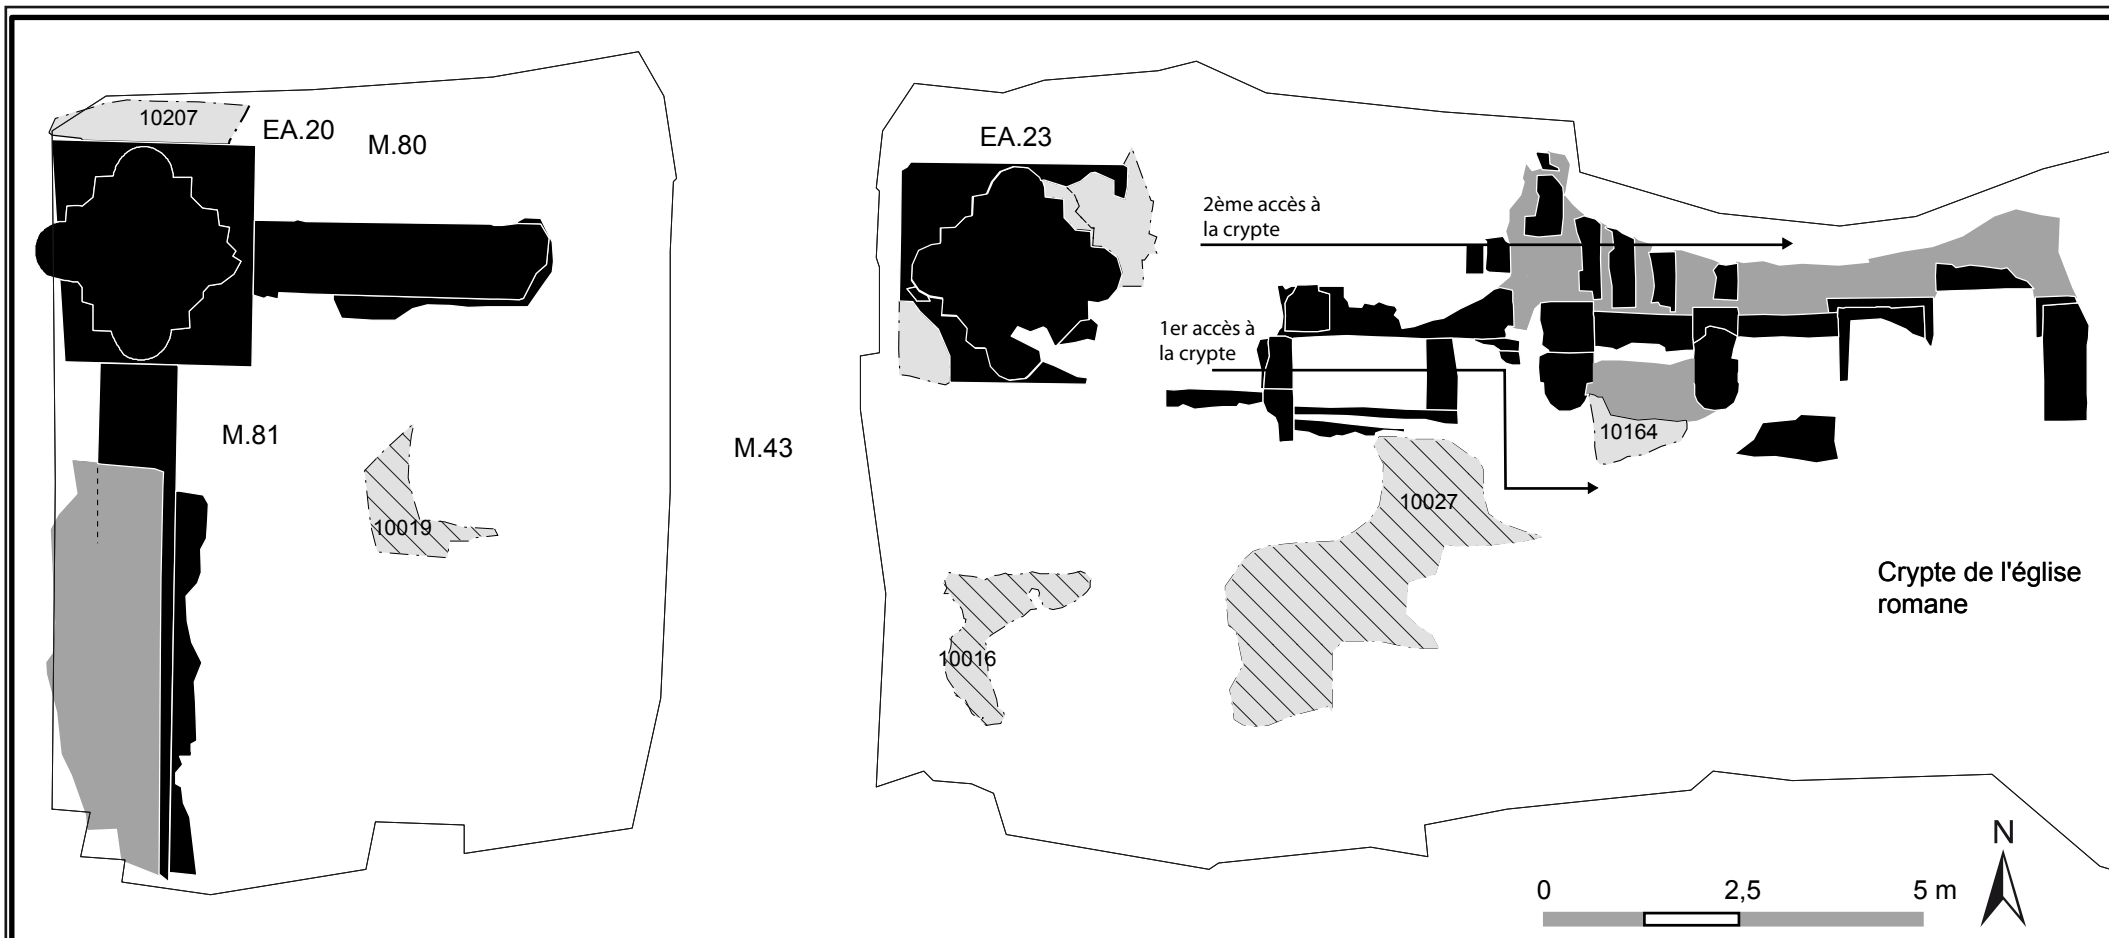 10207
EA.20
M.80
EA.23
2ème accès à
la crypte
1er accès à
la crypte
M.81
M.43
10019
10164
10027
10016
Crypte de l'église
romane
N
0 2,5 5 m